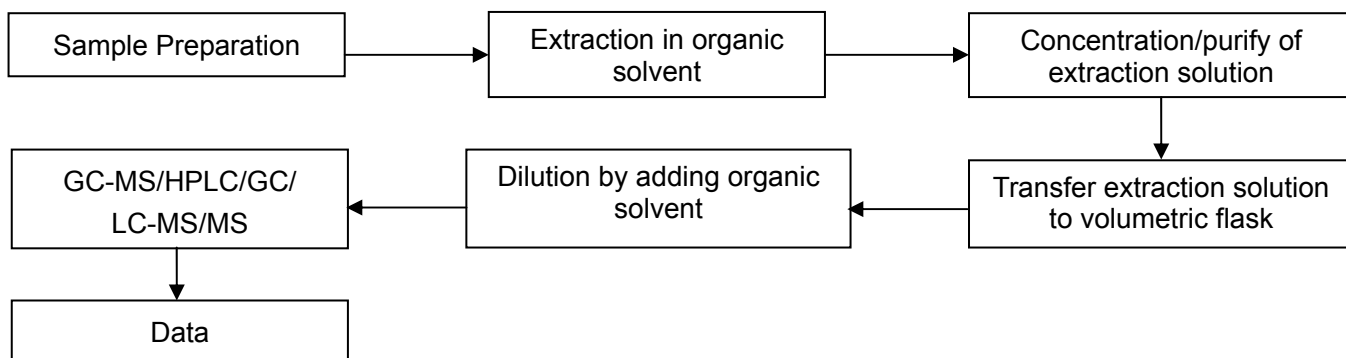 Sample Preparation
Extraction in organic
solvent
Concentration/purify of
extraction solution
Transfer extraction solution
to volumetric flask
Dilution by adding organic
solvent
GC-MS/HPLC/GC/
LC-MS/MS
Data